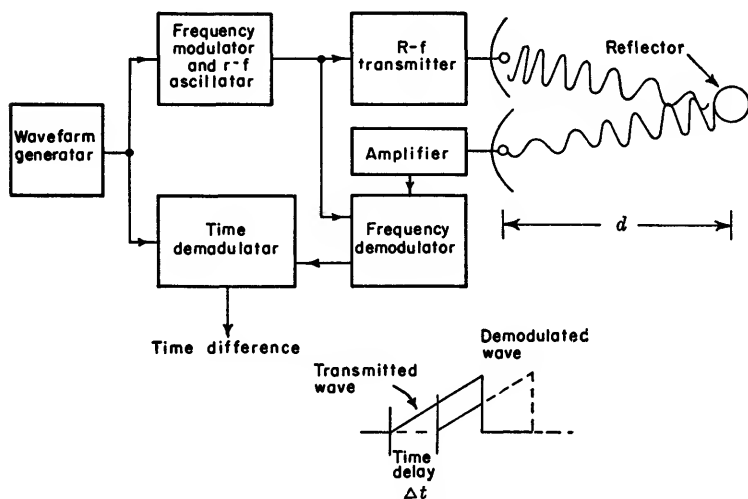 Frequency
modulator
and r-f
ascillatar
R-f
transmitter
Reflector
Wavefarm
generatar
Amplifier
Time
demadulatar
Frequency
demodulator
d
Time difference
Demodulated
wave
Transmitted
wave
Time
delay
Δt